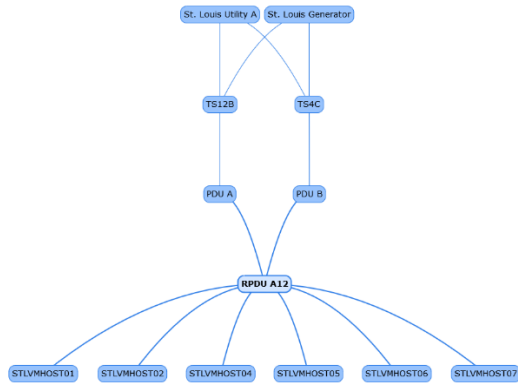 St. Louis Utility A St. Louis Generator
TS12B TS4C
PDU A PDU B
RPDU A12
STLVMHOST01 STLVMHOST02 STLVMHOST04 STLVMHOST05 STLVMHOST06 STLVMHOST07